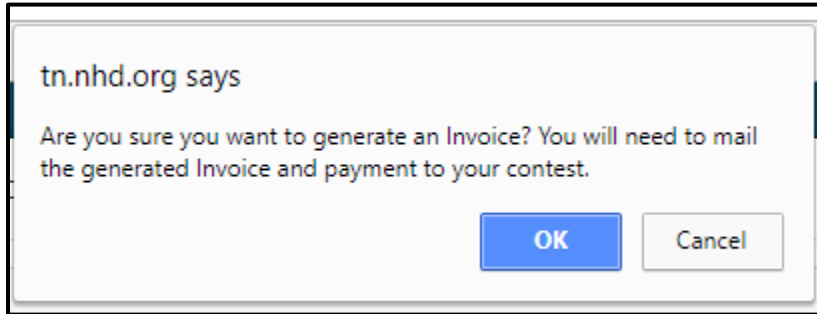 tn.nhd.org says
Are you sure you want to generate an Invoice? You will need to mail
the generated Invoice and payment to your contest.
OK
Cancel